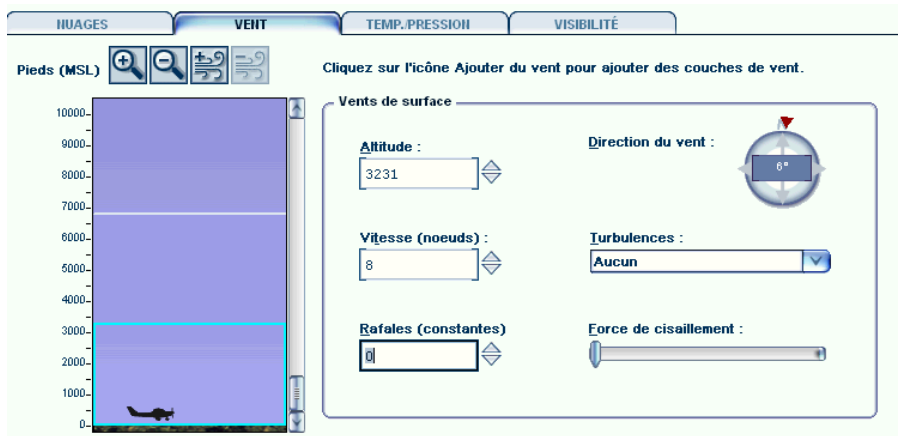 NUAGES VENT TEMP./PRESSION VISIBILITÉ
Pieds (MSL)
Cliquez sur l'icône Ajouter du vent pour ajouter des couches de vent.
10000
9000
8000
7000
6000
5000
4000
3000
2000
1000
0
Vents de surface
Altitude :
3231
Direction du vent :
N
6°
Vitesse (noeuds) :
8
Turbulences :
Aucun
Rafales (constantes)
0
Force de cisaillement :